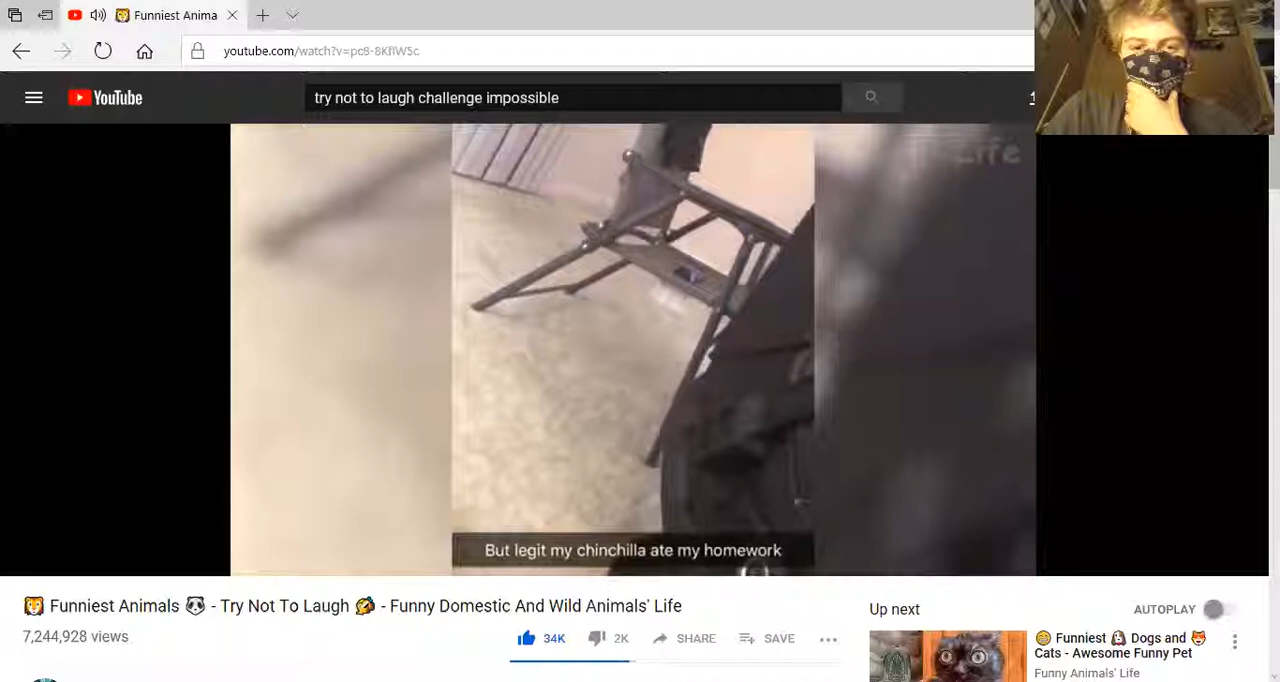 Funniest Anima
youtube.com/watch?v=pc8-8KflW5c
YouTube
try not to laugh challenge impossible
Life
But legit my chinchilla ate my homework
Funniest Animals - Try Not To Laugh - Funny Domestic And Wild Animals' Life
7,244,928 views
34K
2K
SHARE
SAVE
Up next
AUTOPLAY
Funniest Dogs and
Cats - Awesome Funny Pet
Funny Animals' Life